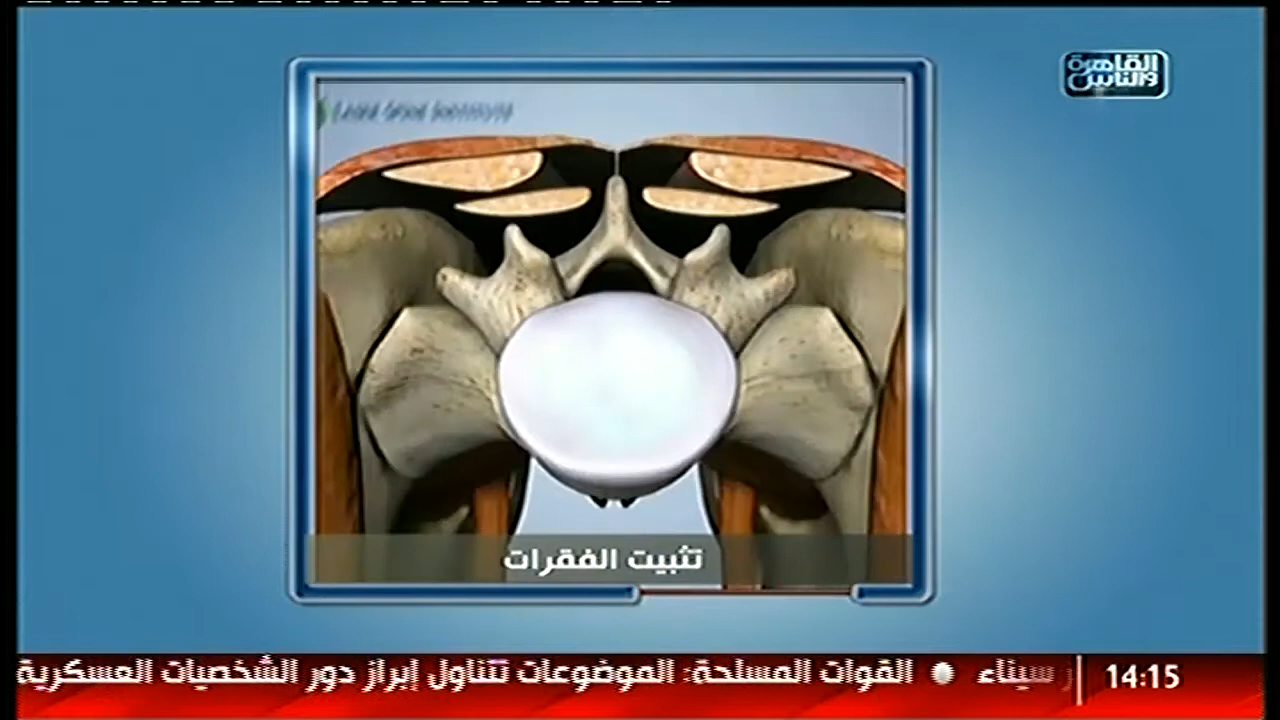 القاهرة
والناس
تثبيت الفقرات
سيناء ● القوات المسلحة: الموضوعات تتناول إبراز دور الشخصيات العسكرية
14:15